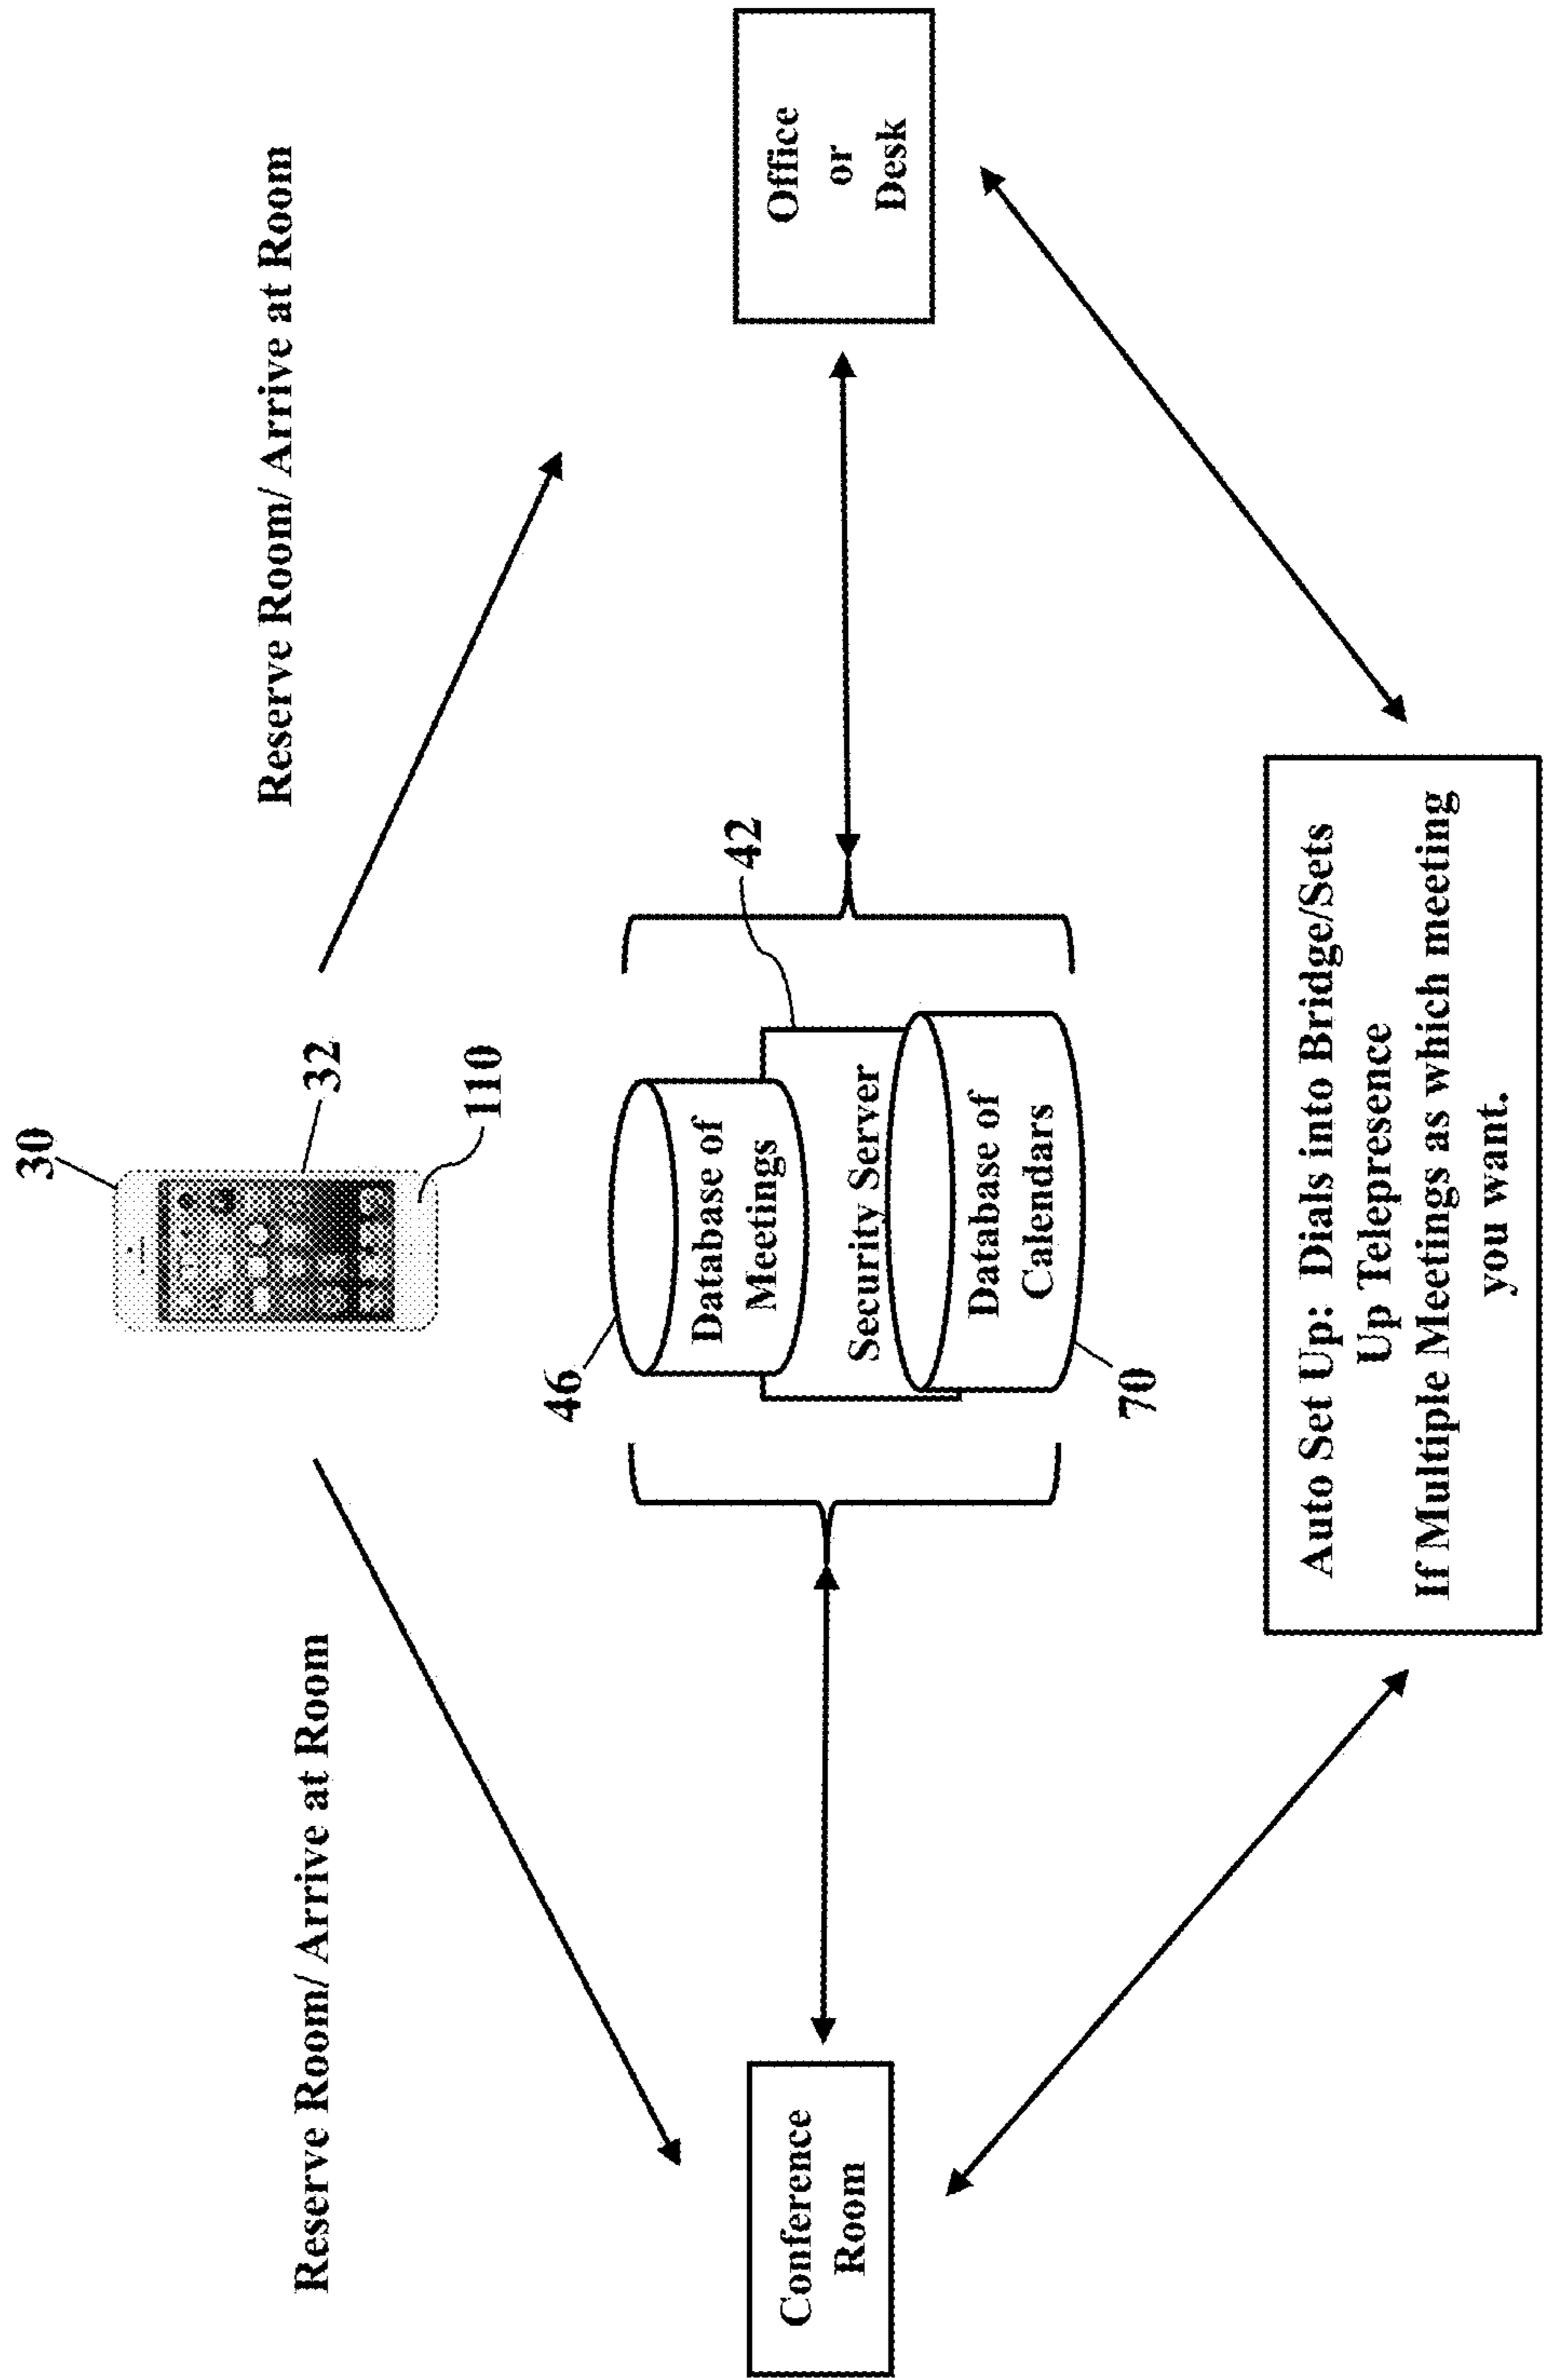 30
32
110
Reserve Room/ Arrive at Room
Reserve Room/ Arrive at Room
46
42
70
Database of
Meetings
Security Server
Database of
Calendars
Conference
Room
Office
or
Desk
Auto Set Up: Dials into Bridge/Sets
Up Telepresence
If Multiple Meetings as which meeting
you want.